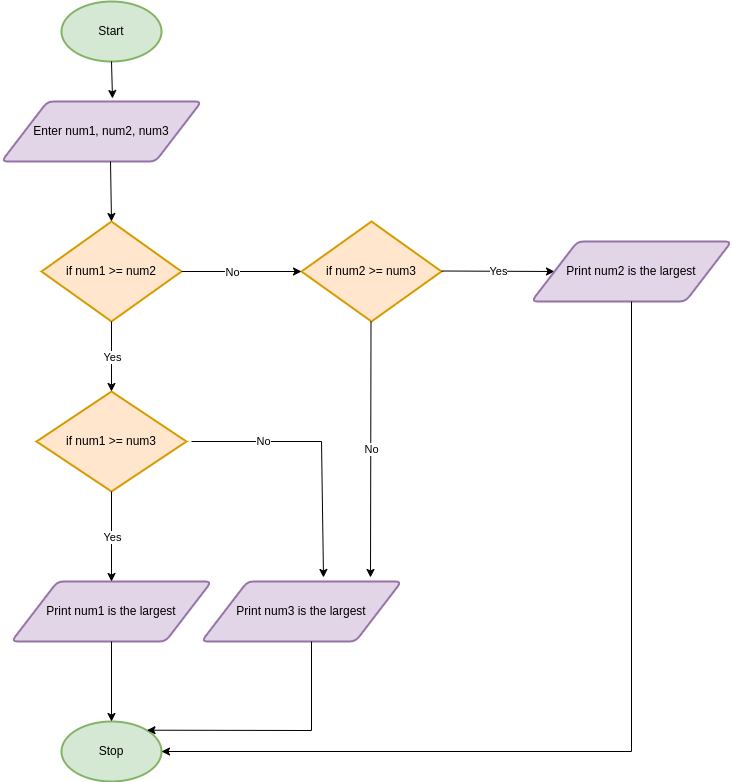 Start
Enter num1, num2, num3
if num1 >= num2
No
if num2 >= num3
Yes
Print num2 is the largest
Yes
if num1 >= num3
No
No
Yes
Print num1 is the largest
Print num3 is the largest
Stop